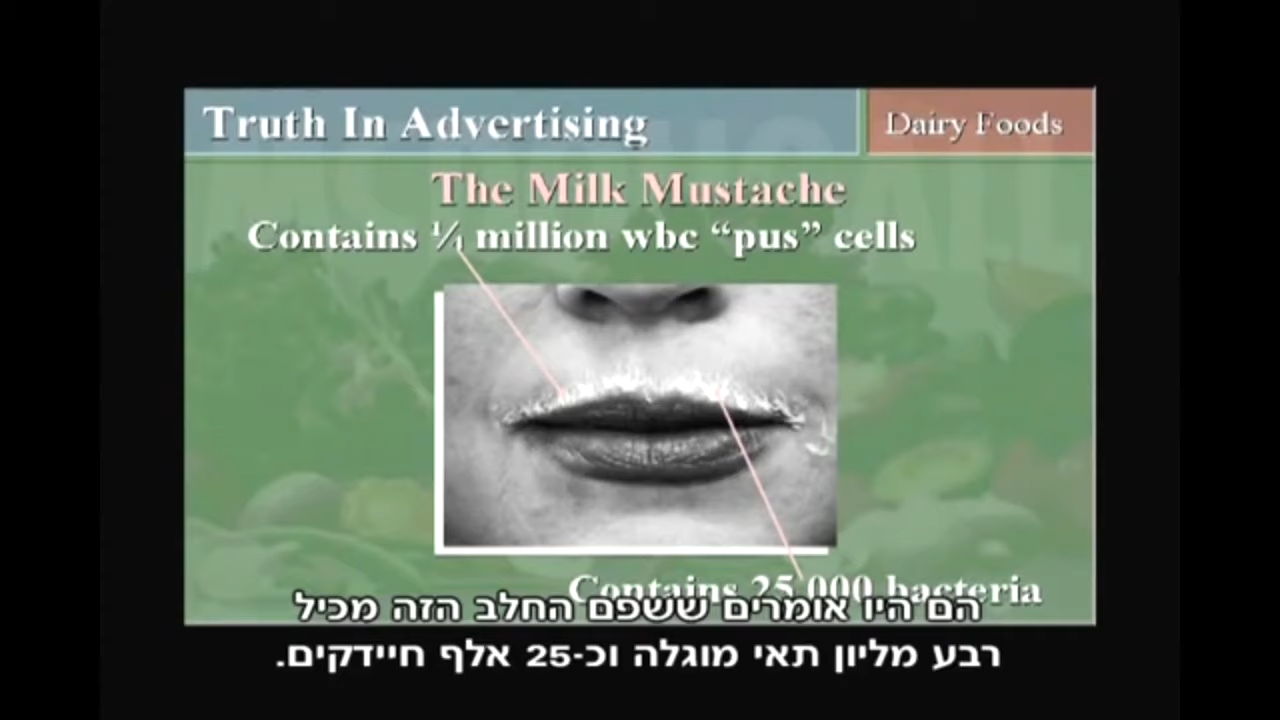 Truth In Advertising
Dairy Foods
The Milk Mustache
Contains ¼ million wbc “pus” cells
Contains 25,000 bacteria
הם היו אומרים ששפם החלב הזה מכיל
רבע מליון תאי מוגלה וכ-25 אלף חיידקים.